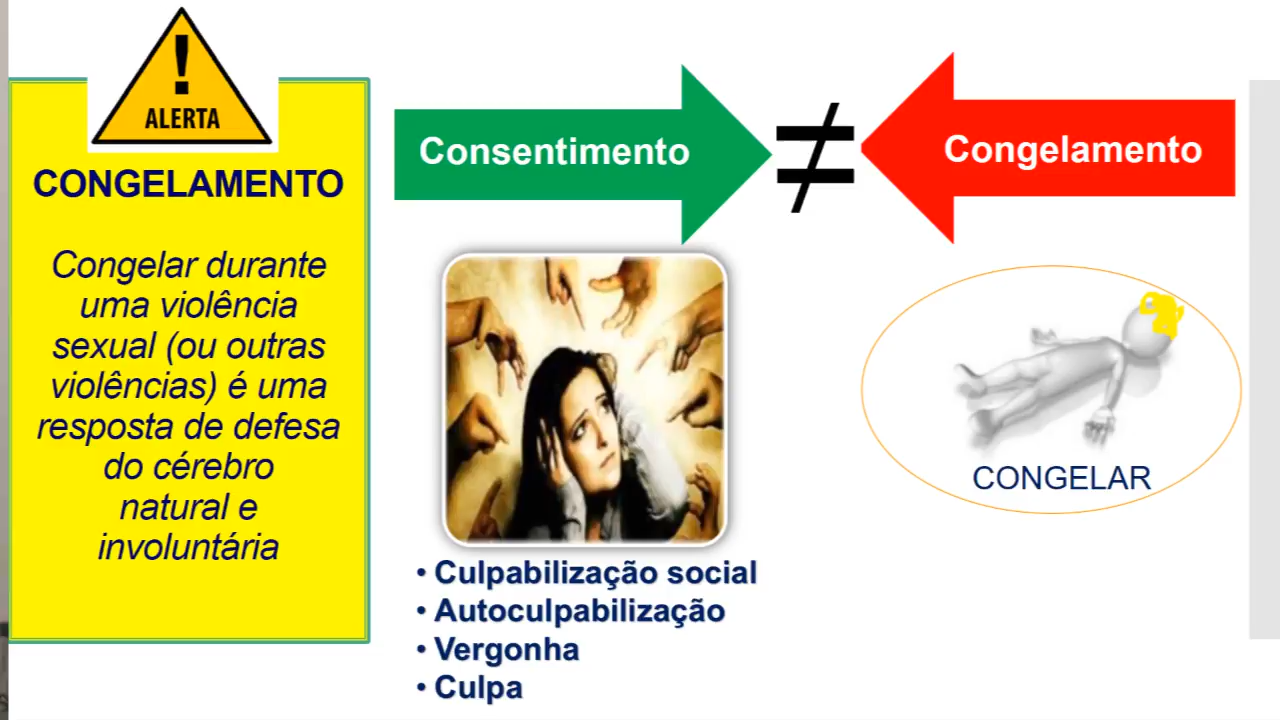 !
ALERTA
CONGELAMENTO
Congelar durante
uma violência
sexual (ou outras
violências) é uma
resposta de defesa
do cérebro
natural e
involuntária
Consentimento
≠
Congelamento
• Culpabilização social
• Autoculpabilização
• Vergonha
• Culpa
CONGELAR